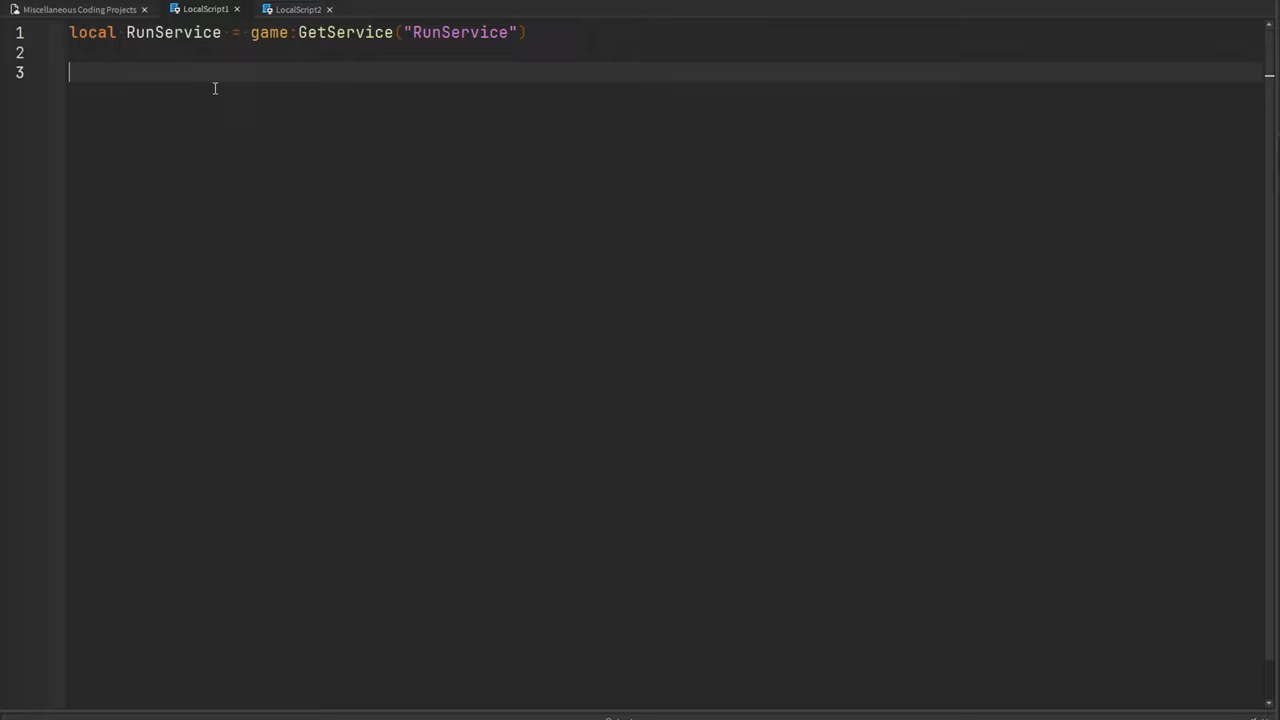 Miscellaneous Coding Projects × LocalScript1 × LocalScript2 ×
1 local RunService = game:GetService("RunService")
2
3